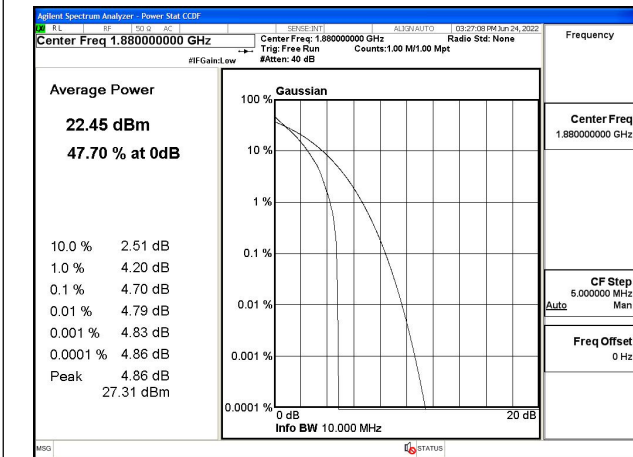 Agilent Spectrum Analyzer - Power Stat CCDF
RL RF 50 Ω AC SENSE:INT ALIGN AUTO 03:27:08 PM Jun 24, 2022
Center Freq 1.880000000 GHz
Center Freq: 1.880000000 GHz Radio Std: None
Trig: Free Run Counts:1.00 M/1.00 Mpt
#IFGain:Low #Atten: 40 dB
Frequency
Average Power
22.45 dBm
47.70 % at 0dB
10.0 % 2.51 dB
1.0 % 4.20 dB
0.1 % 4.70 dB
0.01 % 4.79 dB
0.001 % 4.83 dB
0.0001 % 4.86 dB
Peak 4.86 dB
27.31 dBm
Gaussian
100 %
10 %
1 %
0.1 %
0.01 %
0.001 %
0.0001 %
0 dB 20 dB
Info BW 10.000 MHz
Center Freq
1.880000000 GHz
CF Step
5.000000 MHz
Auto Man
Freq Offset
0 Hz
MSG STATUS